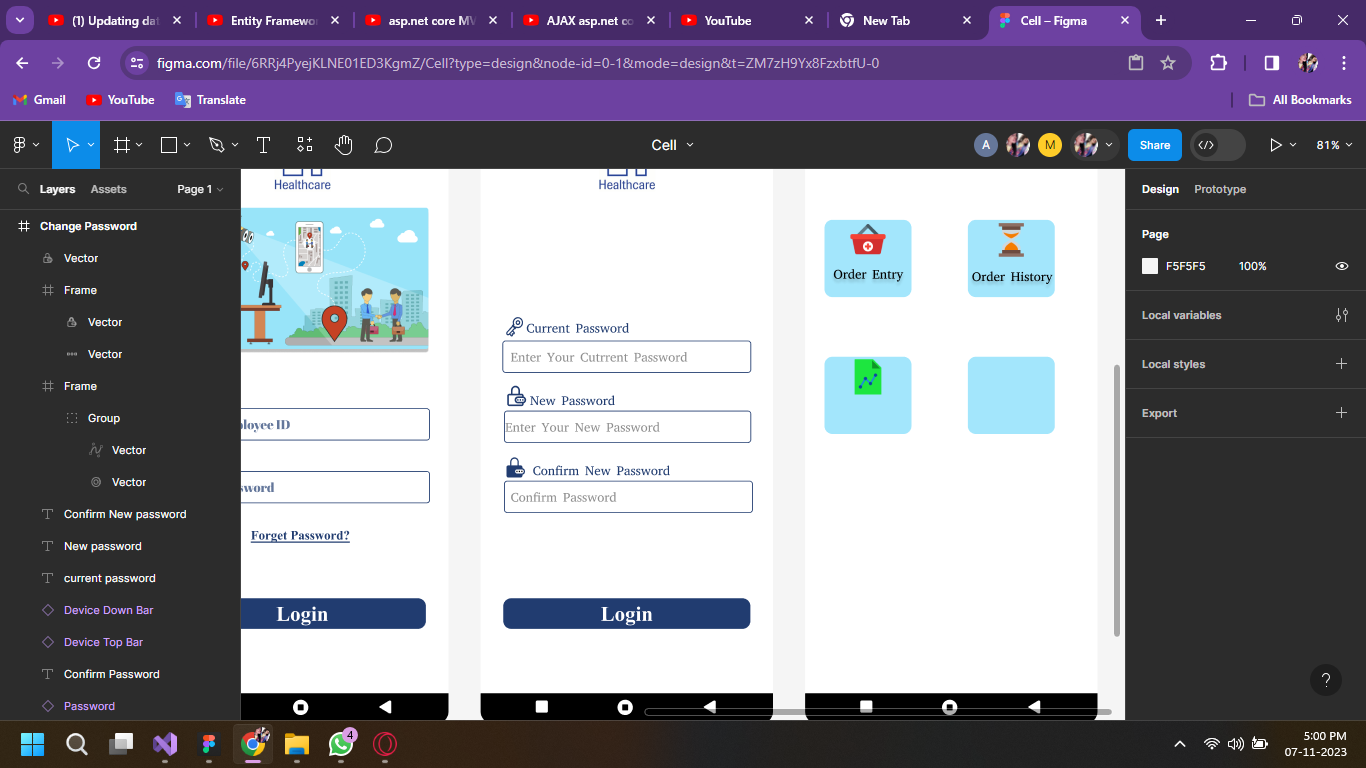 (1) Updating dat
Entity Framewo
asp.net core MV
AJAX asp.net co
YouTube
New Tab
Cell – Figma
figma.com/file/6RRj4PyejKLNE01ED3KgmZ/Cell?type=design&node-id=0-1&mode=design&t=ZM7zH9Yx8FzxbtfU-0
Gmail
YouTube
Translate
All Bookmarks
Cell
A
M
Share
81%
Layers
Assets
Page 1
Change Password
Vector
Frame
Vector
Vector
Frame
Group
Vector
Vector
Confirm New password
New password
current password
Device Down Bar
Device Top Bar
Confirm Password
Password
Healthcare
ployee ID
sword
Forget Password?
Login
Healthcare
Current Password
Enter Your Cutrrent Password
New Password
Enter Your New Password
Confirm New Password
Confirm Password
Login
Order Entry
Order History
Design
Prototype
Page
F5F5F5
100%
Local variables
Local styles
Export
?
4
5:00 PM
07-11-2023